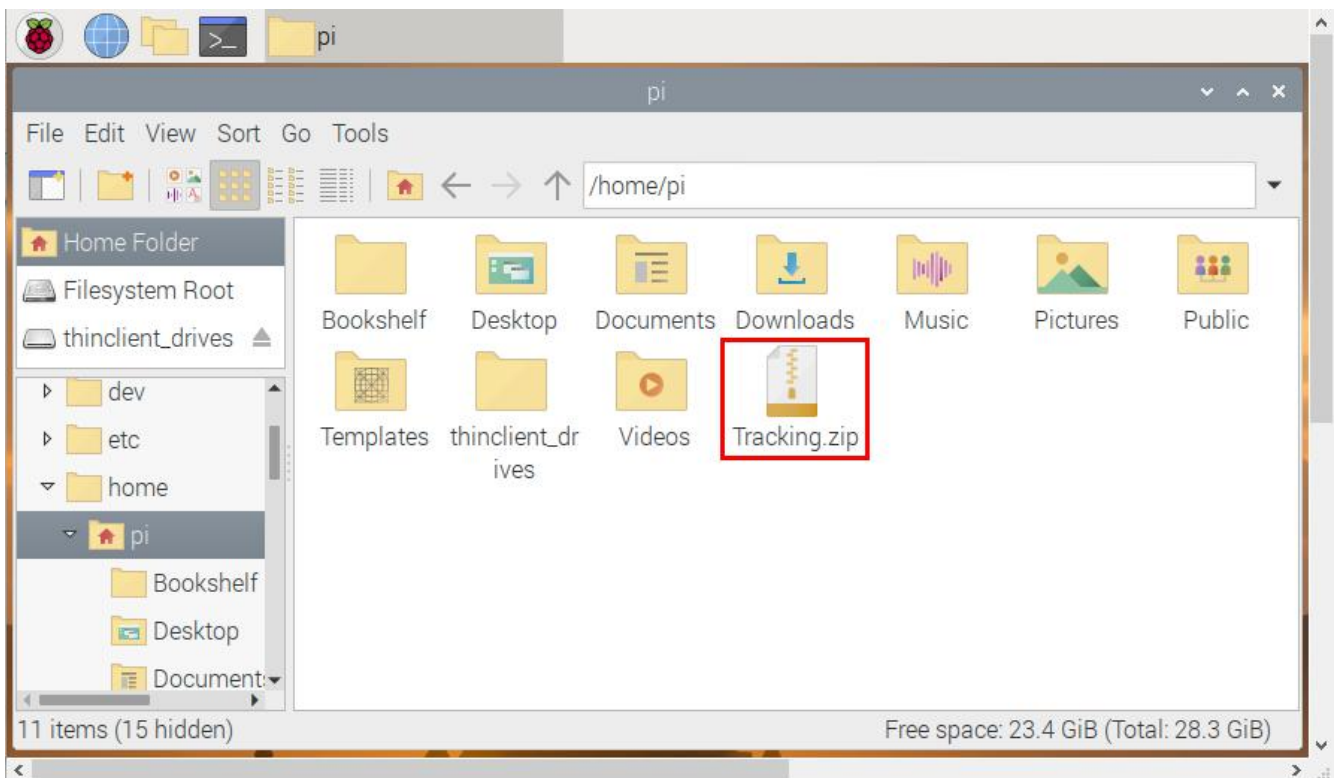 pi
pi
File Edit View Sort Go Tools
/home/pi
Home Folder
Filesystem Root
thinclient_drives
dev
etc
home
pi
Bookshelf
Desktop
Document
Bookshelf Desktop Documents Downloads Music Pictures Public
Templates thinclient_dr Videos Tracking.zip
ives
11 items (15 hidden) Free space: 23.4 GiB (Total: 28.3 GiB)